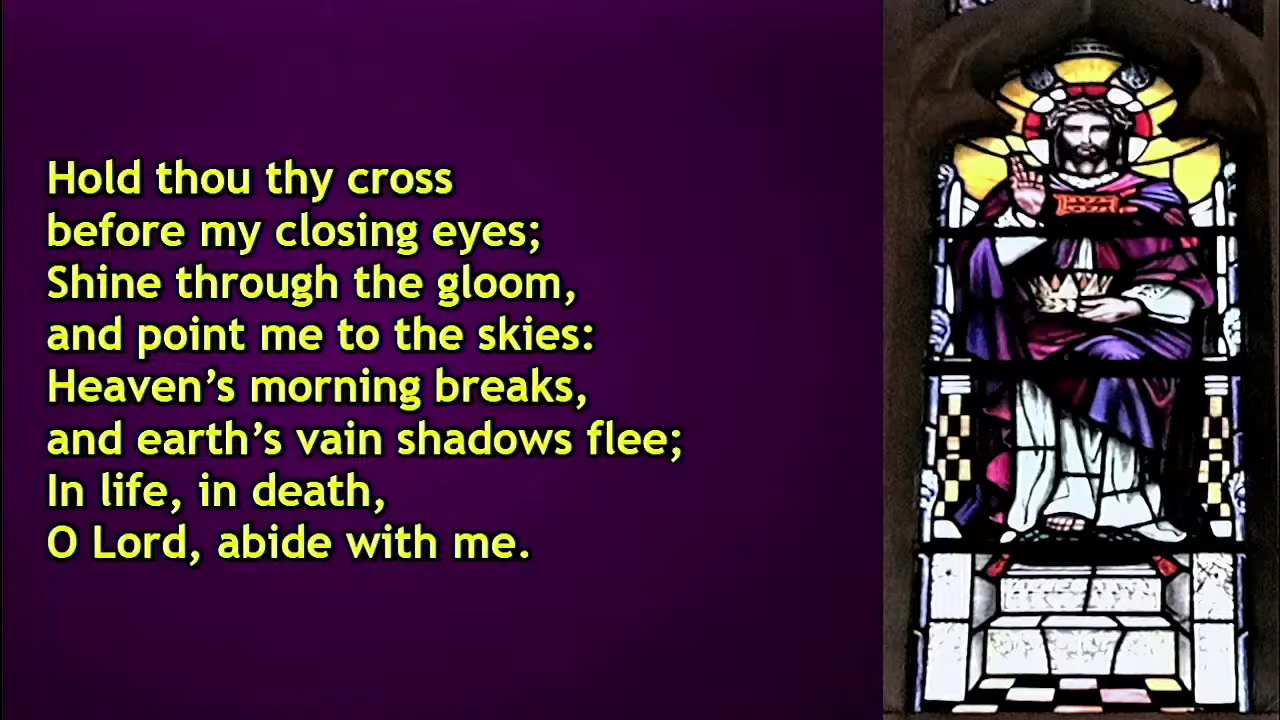 Hold thou thy cross
before my closing eyes;
Shine through the gloom,
and point me to the skies:
Heaven’s morning breaks,
and earth’s vain shadows flee;
In life, in death,
O Lord, abide with me.